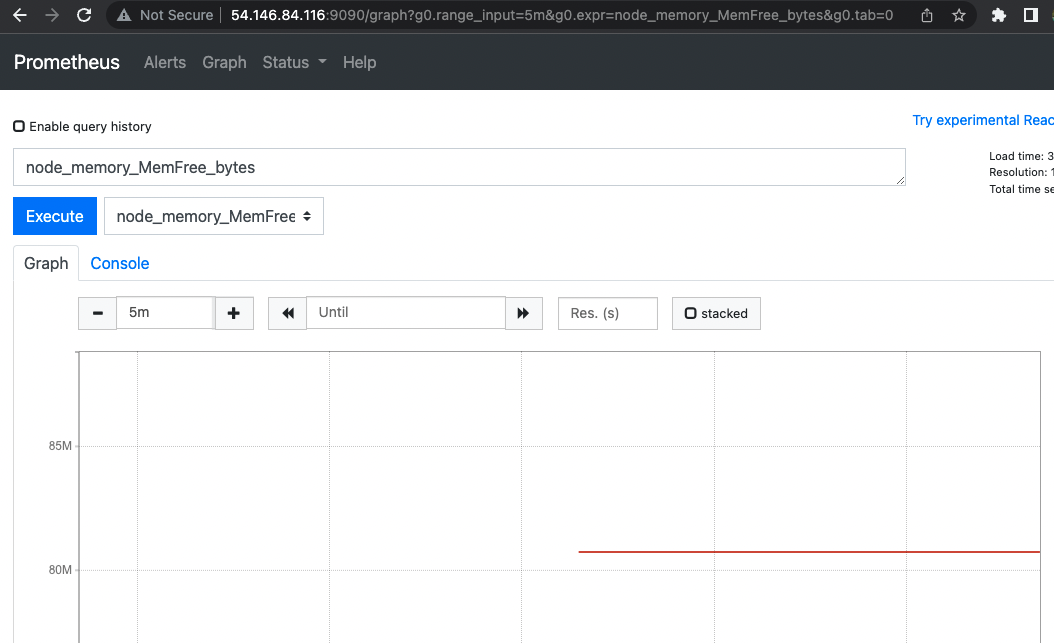 Not Secure 54.146.84.116:9090/graph?g0.range_input=5m&g0.expr=node_memory_MemFree_bytes&g0.tab=0
Prometheus Alerts Graph Status Help
Enable query history
Try experimental Reac
node_memory_MemFree_bytes
Load time: 3
Resolution: 1
Total time se
Execute node_memory_MemFree
Graph Console
5m Until Res. (s) stacked
85M
80M